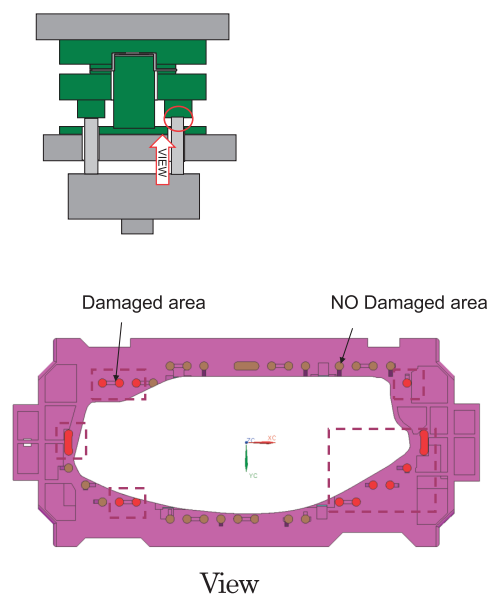 VIEW
Damaged area
NO Damaged area
ZC
XC
YC
View